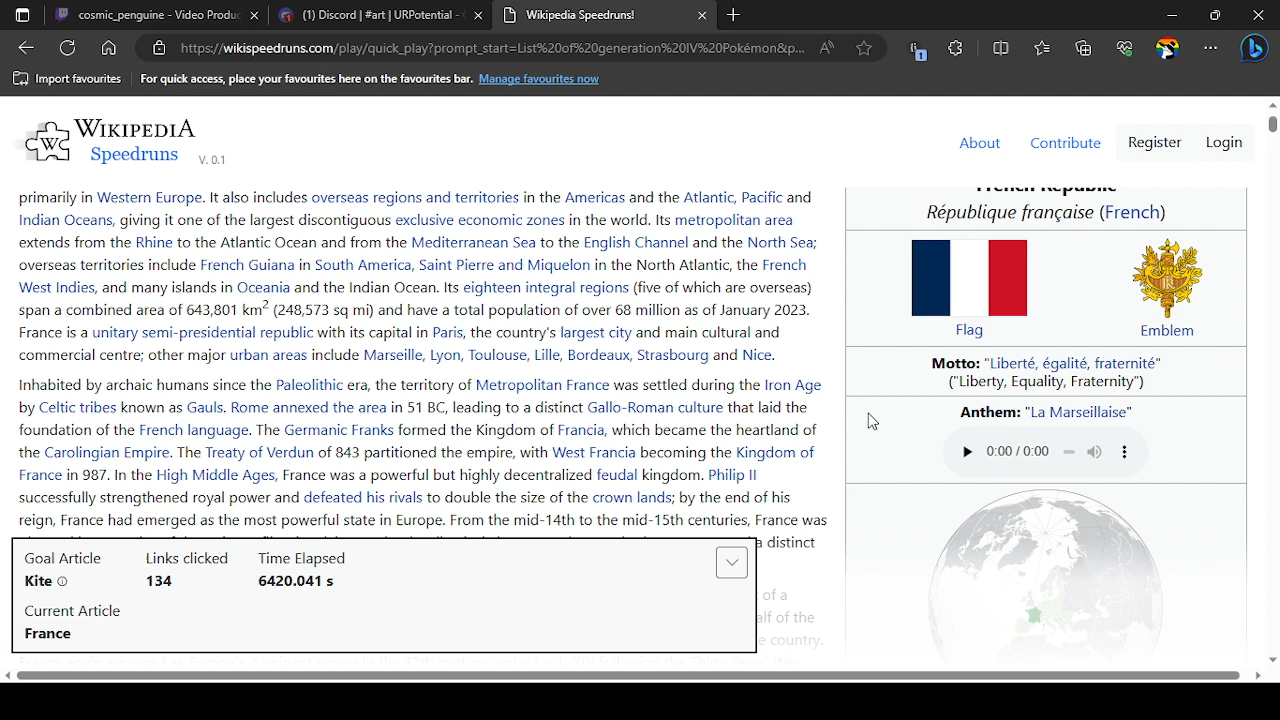 cosmic_penguine - Video Produc
(1) Discord | #art | URPotential -
Wikipedia Speedruns!
https://wikispeedruns.com/play/quick_play?prompt_start=List%20of%20generation%20IV%20Pokémon&p...
1
Import favourites
For quick access, place your favourites here on the favourites bar. Manage favourites now
WIKIPEDIA
Speedruns
V. 0.1
About
Contribute
Register
Login
primarily in Western Europe. It also includes overseas regions and territories in the Americas and the Atlantic, Pacific and
Indian Oceans, giving it one of the largest discontiguous exclusive economic zones in the world. Its metropolitan area
extends from the Rhine to the Atlantic Ocean and from the Mediterranean Sea to the English Channel and the North Sea;
overseas territories include French Guiana in South America, Saint Pierre and Miquelon in the North Atlantic, the French
West Indies, and many islands in Oceania and the Indian Ocean. Its eighteen integral regions (five of which are overseas)
span a combined area of 643,801 km2 (248,573 sq mi) and have a total population of over 68 million as of January 2023.
France is a unitary semi-presidential republic with its capital in Paris, the country's largest city and main cultural and
commercial centre; other major urban areas include Marseille, Lyon, Toulouse, Lille, Bordeaux, Strasbourg and Nice.
Inhabited by archaic humans since the Paleolithic era, the territory of Metropolitan France was settled during the Iron Age
by Celtic tribes known as Gauls. Rome annexed the area in 51 BC, leading to a distinct Gallo-Roman culture that laid the
foundation of the French language. The Germanic Franks formed the Kingdom of Francia, which became the heartland of
the Carolingian Empire. The Treaty of Verdun of 843 partitioned the empire, with West Francia becoming the Kingdom of
France in 987. In the High Middle Ages, France was a powerful but highly decentralized feudal kingdom. Philip II
successfully strengthened royal power and defeated his rivals to double the size of the crown lands; by the end of his
reign, France had emerged as the most powerful state in Europe. From the mid-14th to the mid-15th centuries, France was
a distinct
of a
alf of the
e country.
French Republic
République française (French)
Flag
Emblem
Motto: "Liberté, égalité, fraternité"
("Liberty, Equality, Fraternity")
Anthem: "La Marseillaise"
0:00 / 0:00
Goal Article
Links clicked
Time Elapsed
Kite
134
6420.041 s
Current Article
France